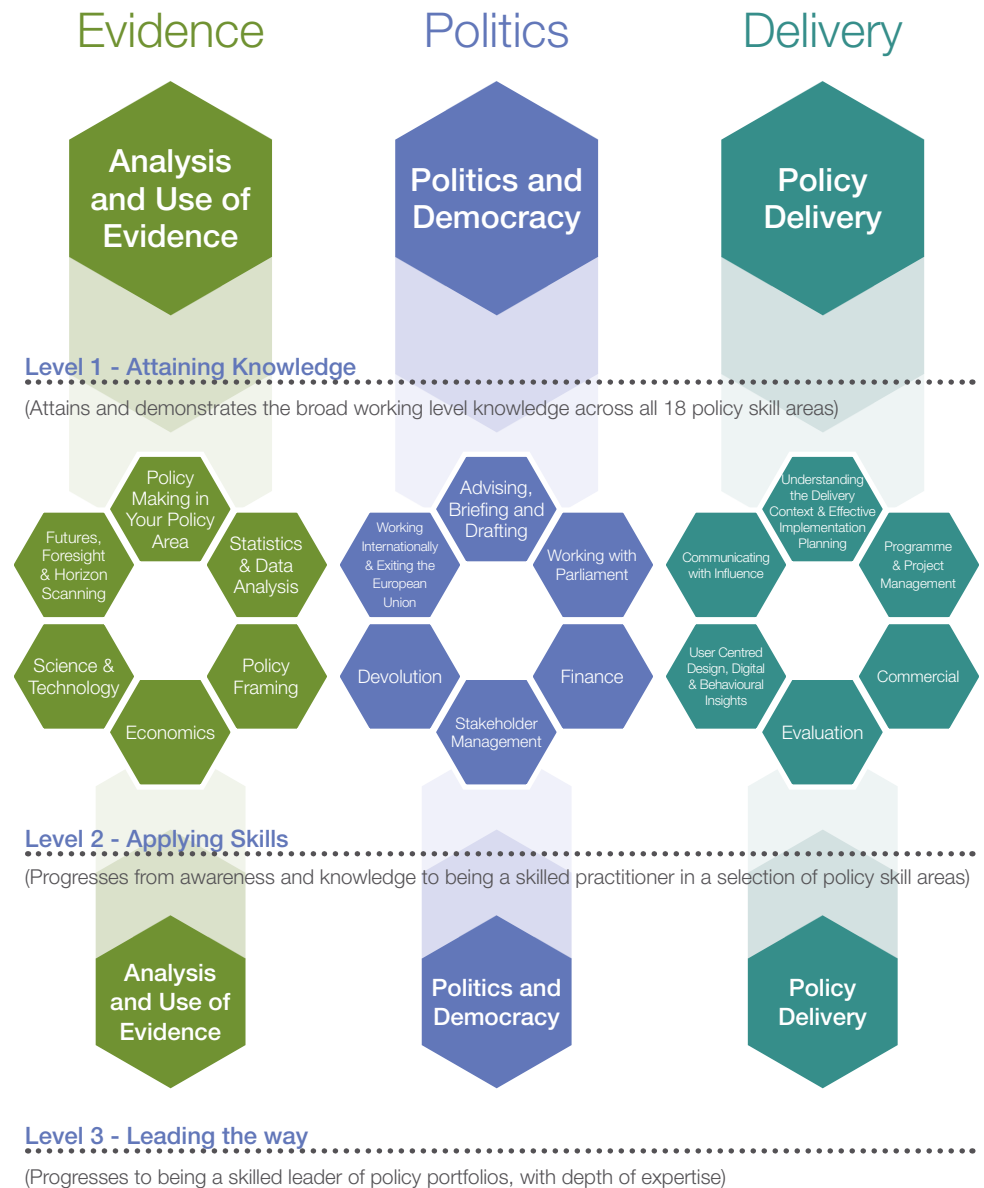 Evidence
Politics
Delivery
Analysis
and Use of
Evidence
Politics and
Democracy
Policy
Delivery
Level 1 - Attaining Knowledge
(Attains and demonstrates the broad working level knowledge across all 18 policy skill areas)
Policy
Making in
Your Policy
Area
Futures,
Foresight
& Horizon
Scanning
Statistics
& Data
Analysis
Science &
Technology
Policy
Framing
Economics
Advising,
Briefing and
Drafting
Working
Internationally
& Exiting the
European
Union
Working with
Parliament
Devolution
Finance
Stakeholder
Management
Understanding
the Delivery
Context & Effective
Implementation
Planning
Communicating
with Influence
Programme
& Project
Management
User Centred
Design, Digital
& Behavioural
Insights
Commercial
Evaluation
Level 2 - Applying Skills
(Progresses from awareness and knowledge to being a skilled practitioner in a selection of policy skill areas)
Analysis
and Use of
Evidence
Politics and
Democracy
Policy
Delivery
Level 3 - Leading the way
(Progresses to being a skilled leader of policy portfolios, with depth of expertise)